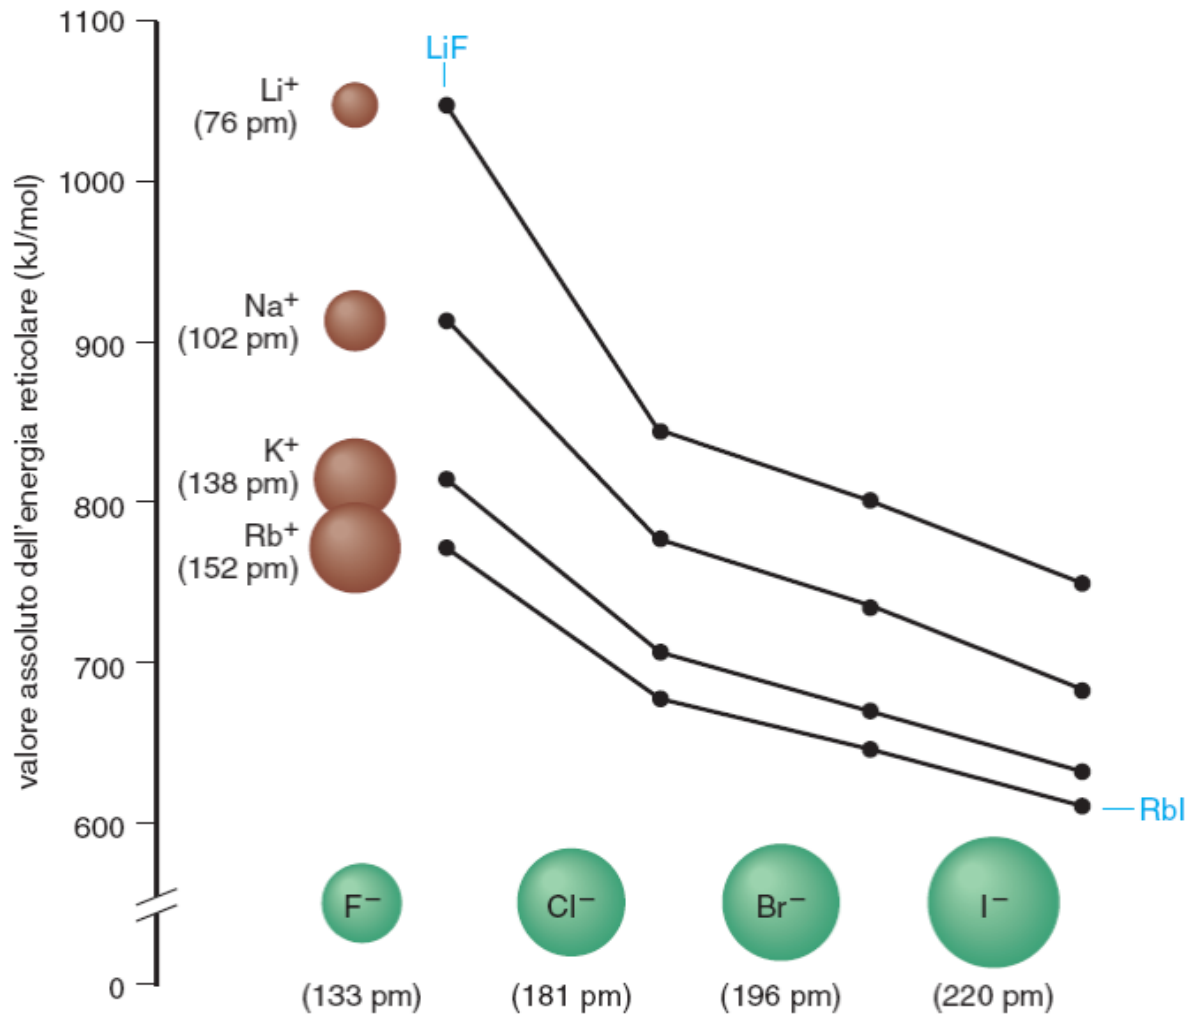 valore assoluto dell'energia reticolare (kJ/mol)
1100
1000
900
800
700
600
0
LiF
Li⁺
(76 pm)
Na⁺
(102 pm)
K⁺
(138 pm)
Rb⁺
(152 pm)
RbI
F⁻
Cl⁻
Br⁻
I⁻
(133 pm)
(181 pm)
(196 pm)
(220 pm)